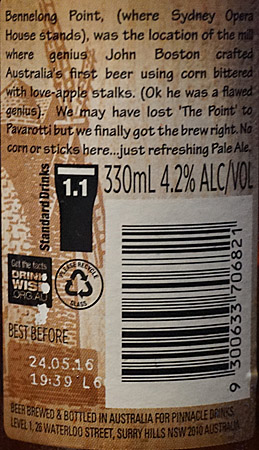 Bennelong Point, (where Sydney Opera
House stands), was the location of the mill
where genius John Boston crafted
Australia's first beer using corn bittered
with love-apple stalks. (Ok he was a flawed
genius). We may have lost 'The Point' to
Pavarotti but we finally got the brew right. No
corn or sticks here...just refreshing Pale Ale.
Standard Drinks
1.1
330mL 4.2% ALC/VOL
Get the facts
DRINK
WISE
.ORG.AU
PLEASE RECYCLE
GLASS
BEST BEFORE
24.05.16
19:39 L6
9 300633 706821
BEER BREWED & BOTTLED IN AUSTRALIA FOR PINNACLE DRINKS
LEVEL 1, 26 WATERLOO STREET, SURRY HILLS NSW 2010 AUSTRALIA